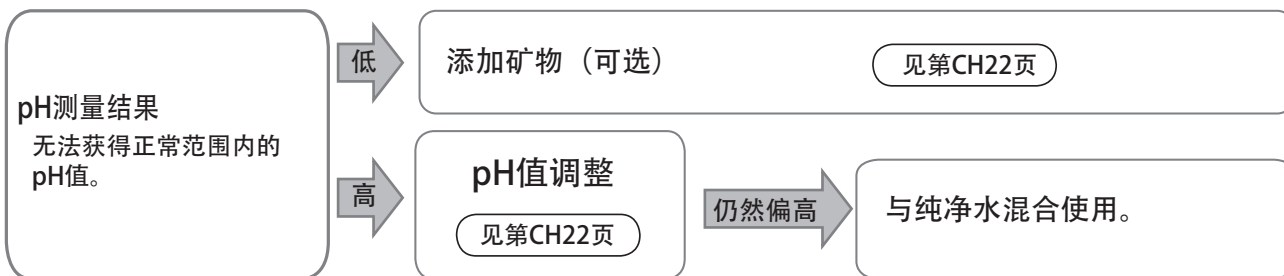 pH测量结果
无法获得正常范围内的
pH值。
低
添加矿物（可选）
见第CH22页
高
pH值调整
见第CH22页
仍然偏高
与纯净水混合使用。